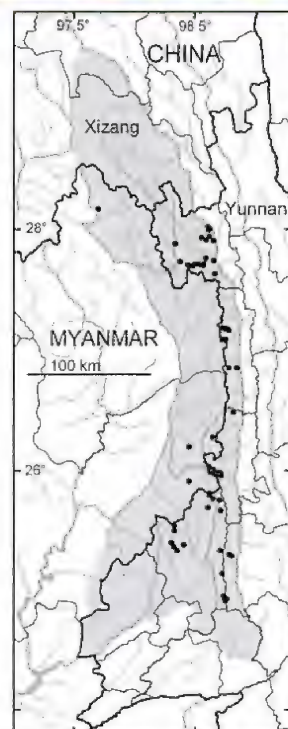 97.5° 98.5°
CHINA
Xizang
Yunnan
28°
MYANMAR
100 km
26°